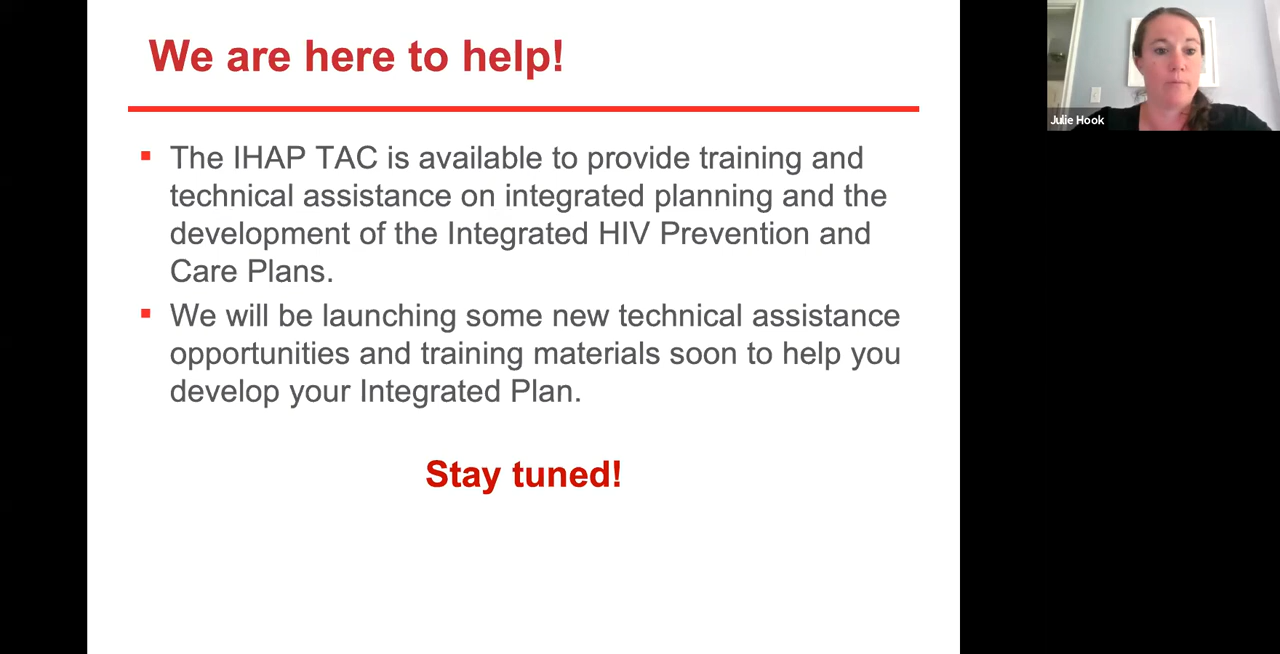 We are here to help!
Julie Hook
▪ The IHAP TAC is available to provide training and
technical assistance on integrated planning and the
development of the Integrated HIV Prevention and
Care Plans.
▪ We will be launching some new technical assistance
opportunities and training materials soon to help you
develop your Integrated Plan.
Stay tuned!